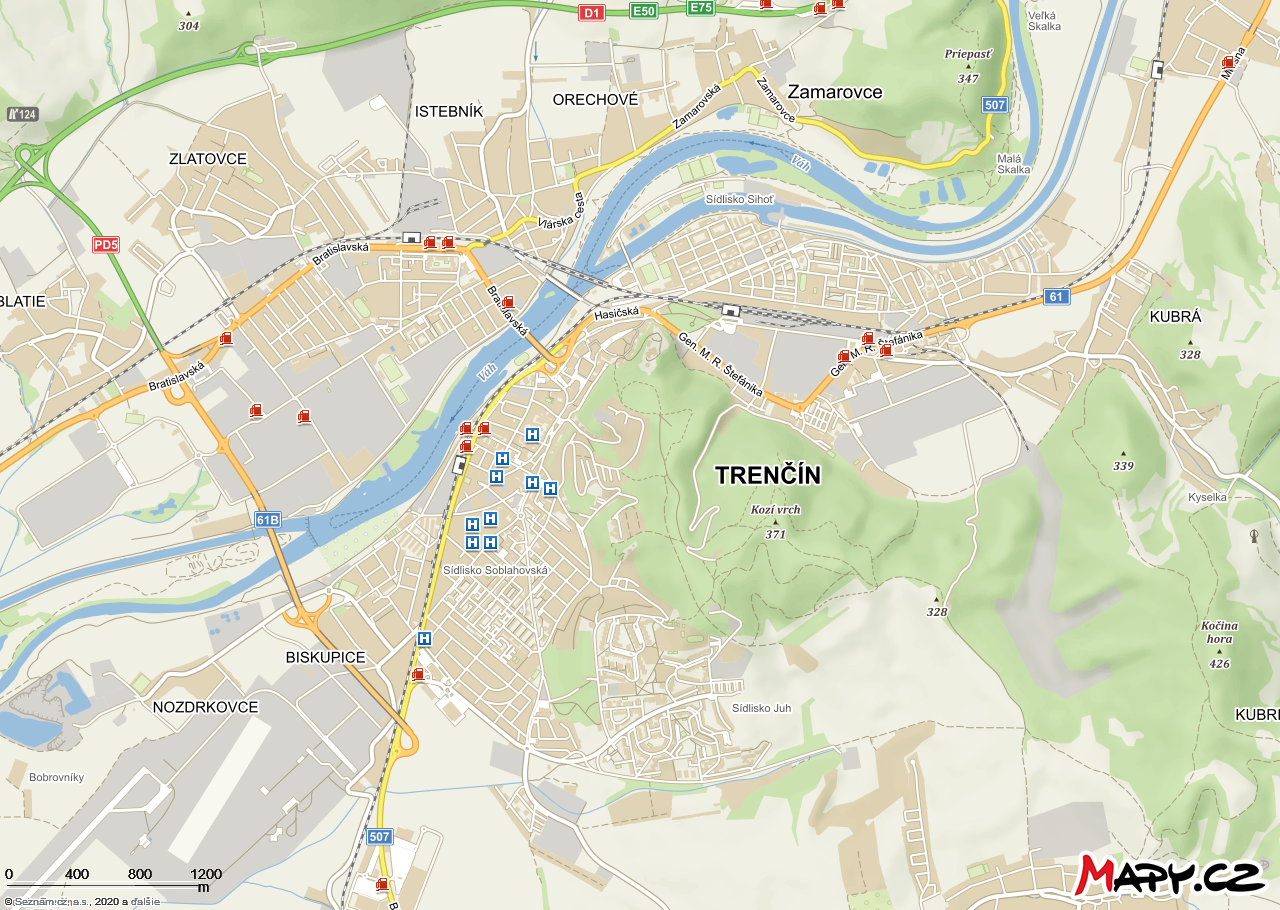 304
D1
E50
E75
Veľká
Skalka
Priepasť
347
Mlisna
Zamarovce
ORECHOVÉ
ISTEBNÍK
Zamarovská
Zamarovce
507
124
ZLATOVCE
Váh
Malá
Skalka
Sídlisko Sihoť
Vlárska cesta
PD5
Bratislavská
BLATIE
61
Bratislavská
Hasičská
KUBRÁ
328
Gen. M. R. Štefánika
Gen. M. R. Štefánika
Váh
Bratislavská
H
H
H
H
H
TRENČÍN
339
Kyselka
Kozí vrch
371
61B
H
H
H
H
Sídlisko Soblahovská
328
Kočina
hora
426
H
BISKUPICE
NOZDRKOVCE
Sídlisko Juh
KUBR
Bobrovníky
507
0 400 800 1200
m
MAPY.CZ
© Seznam.cz, a.s., 2020 a ďalšie